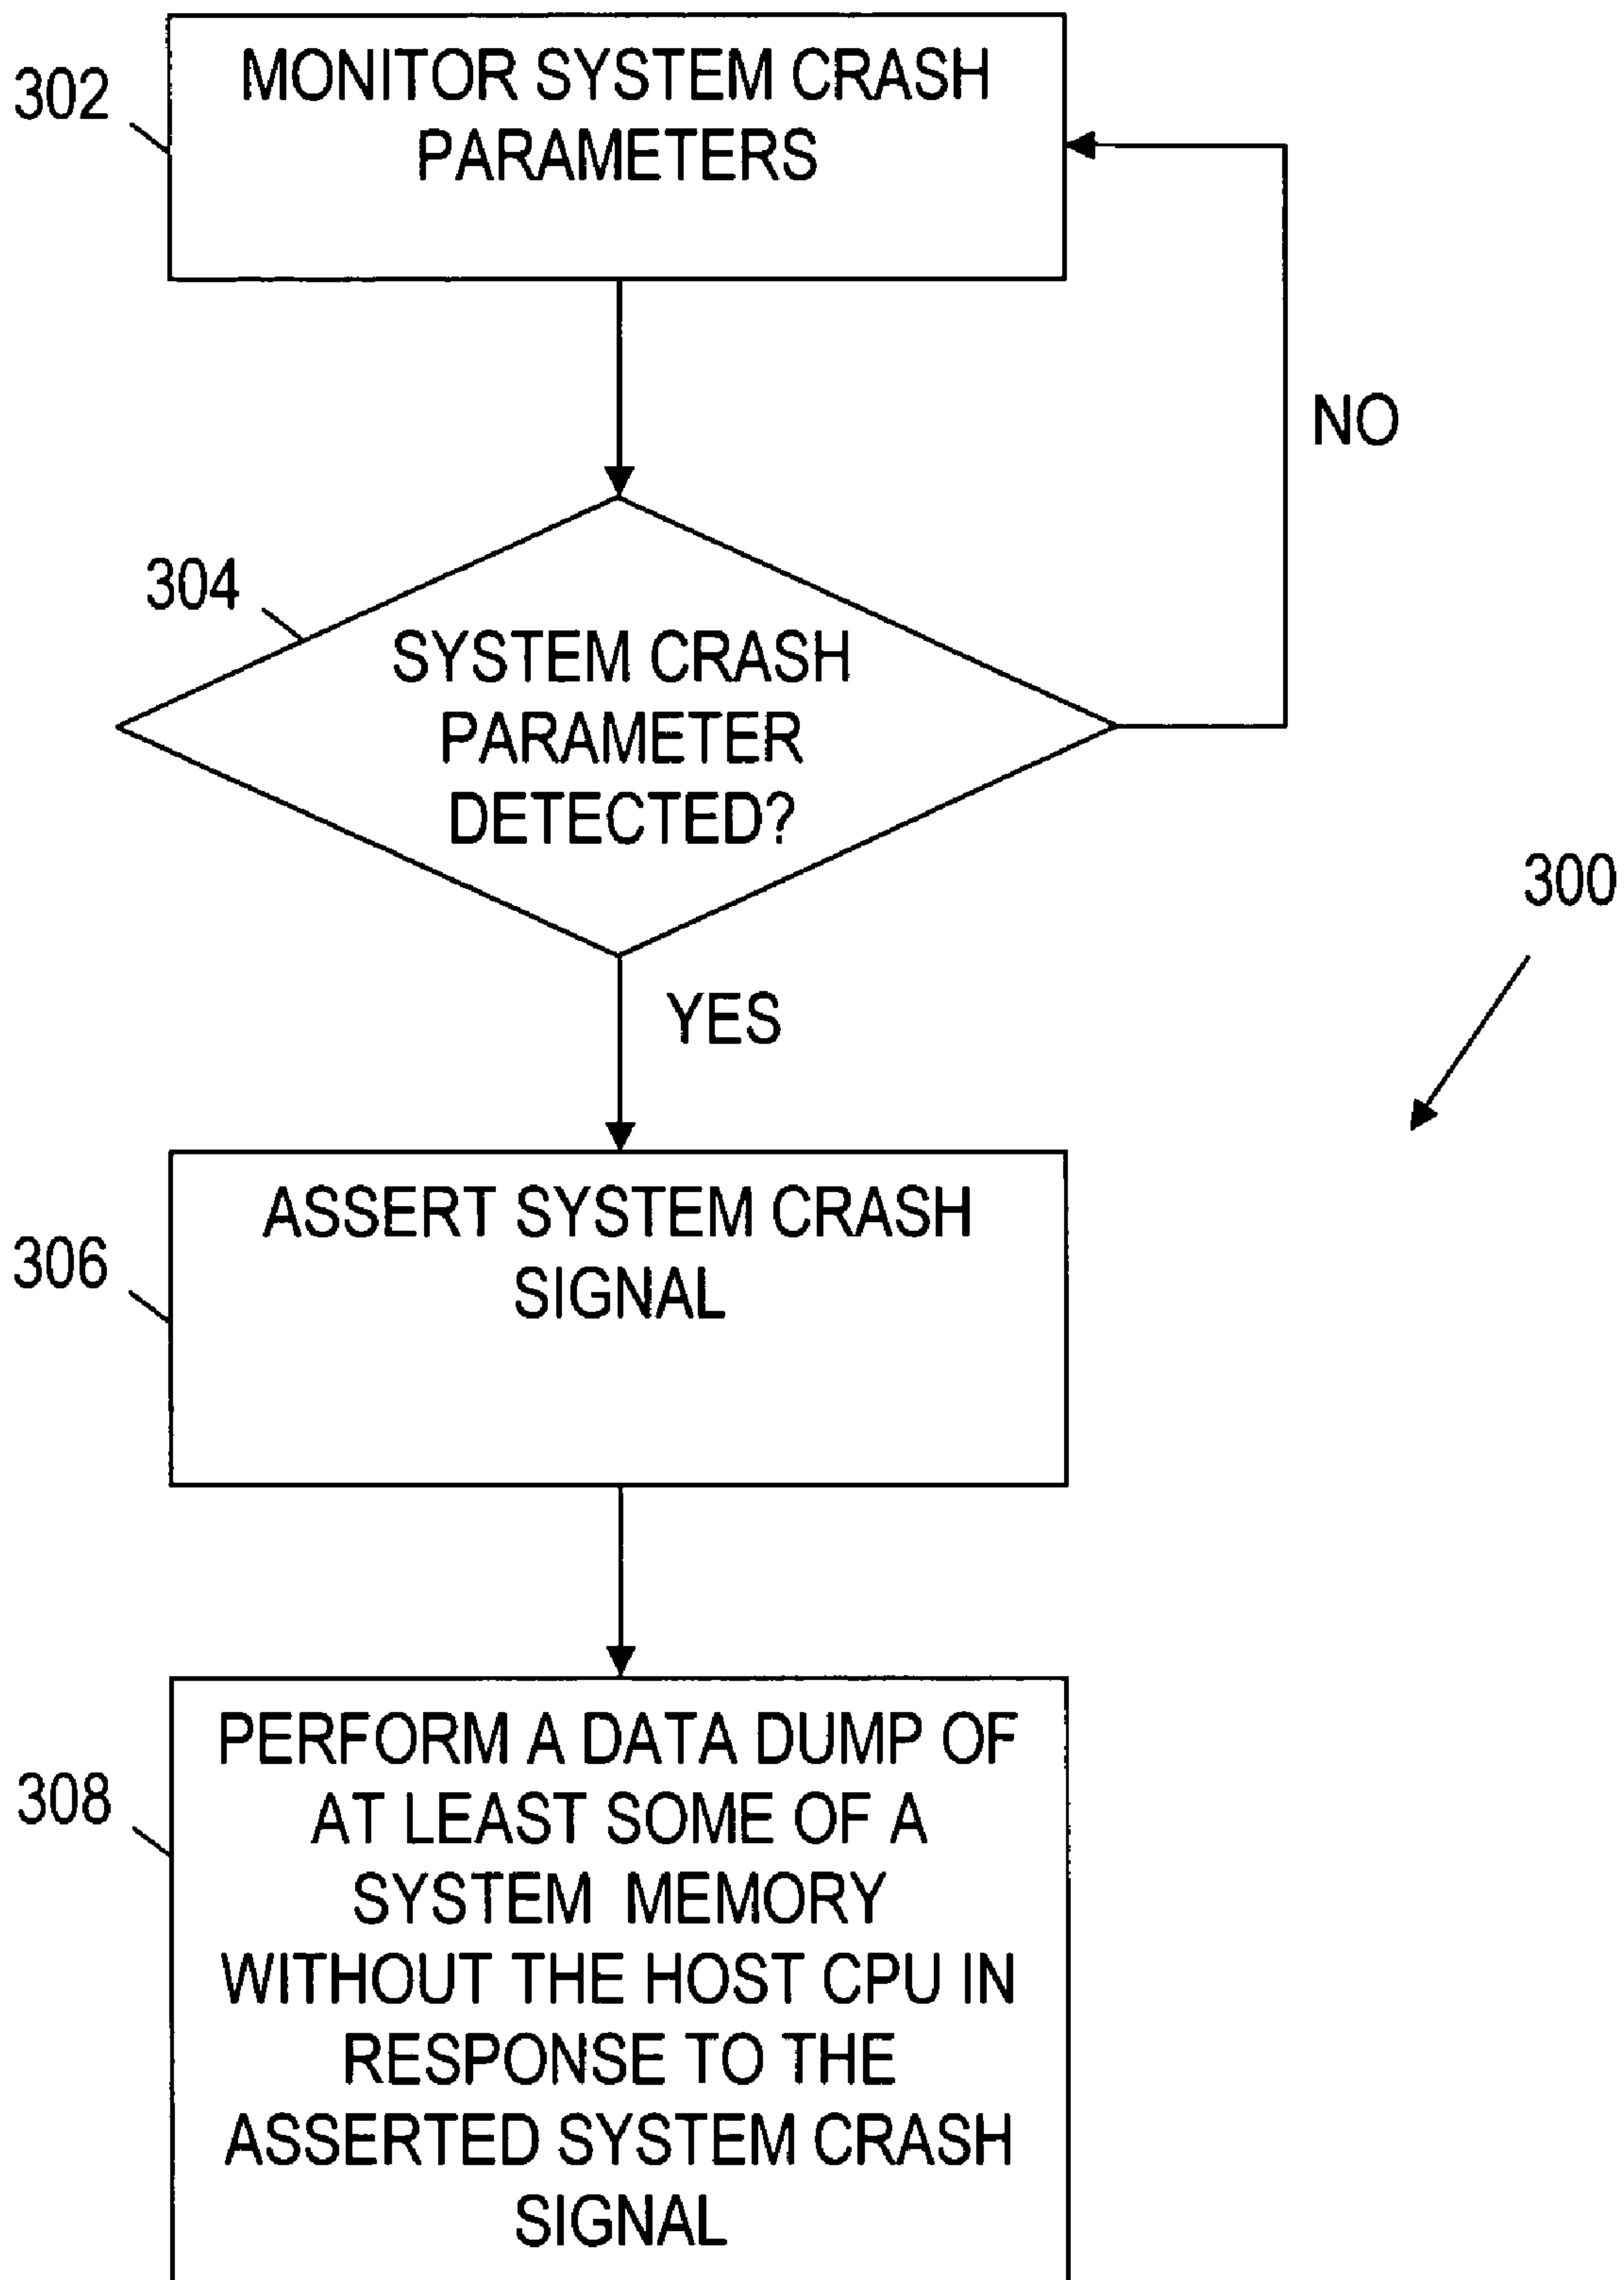 302
MONITOR SYSTEM CRASH
PARAMETERS
NO
304
SYSTEM CRASH
PARAMETER
DETECTED?
300
YES
306
ASSERT SYSTEM CRASH
SIGNAL
308
PERFORM A DATA DUMP OF
AT LEAST SOME OF A
SYSTEM MEMORY
WITHOUT THE HOST CPU IN
RESPONSE TO THE
ASSERTED SYSTEM CRASH
SIGNAL